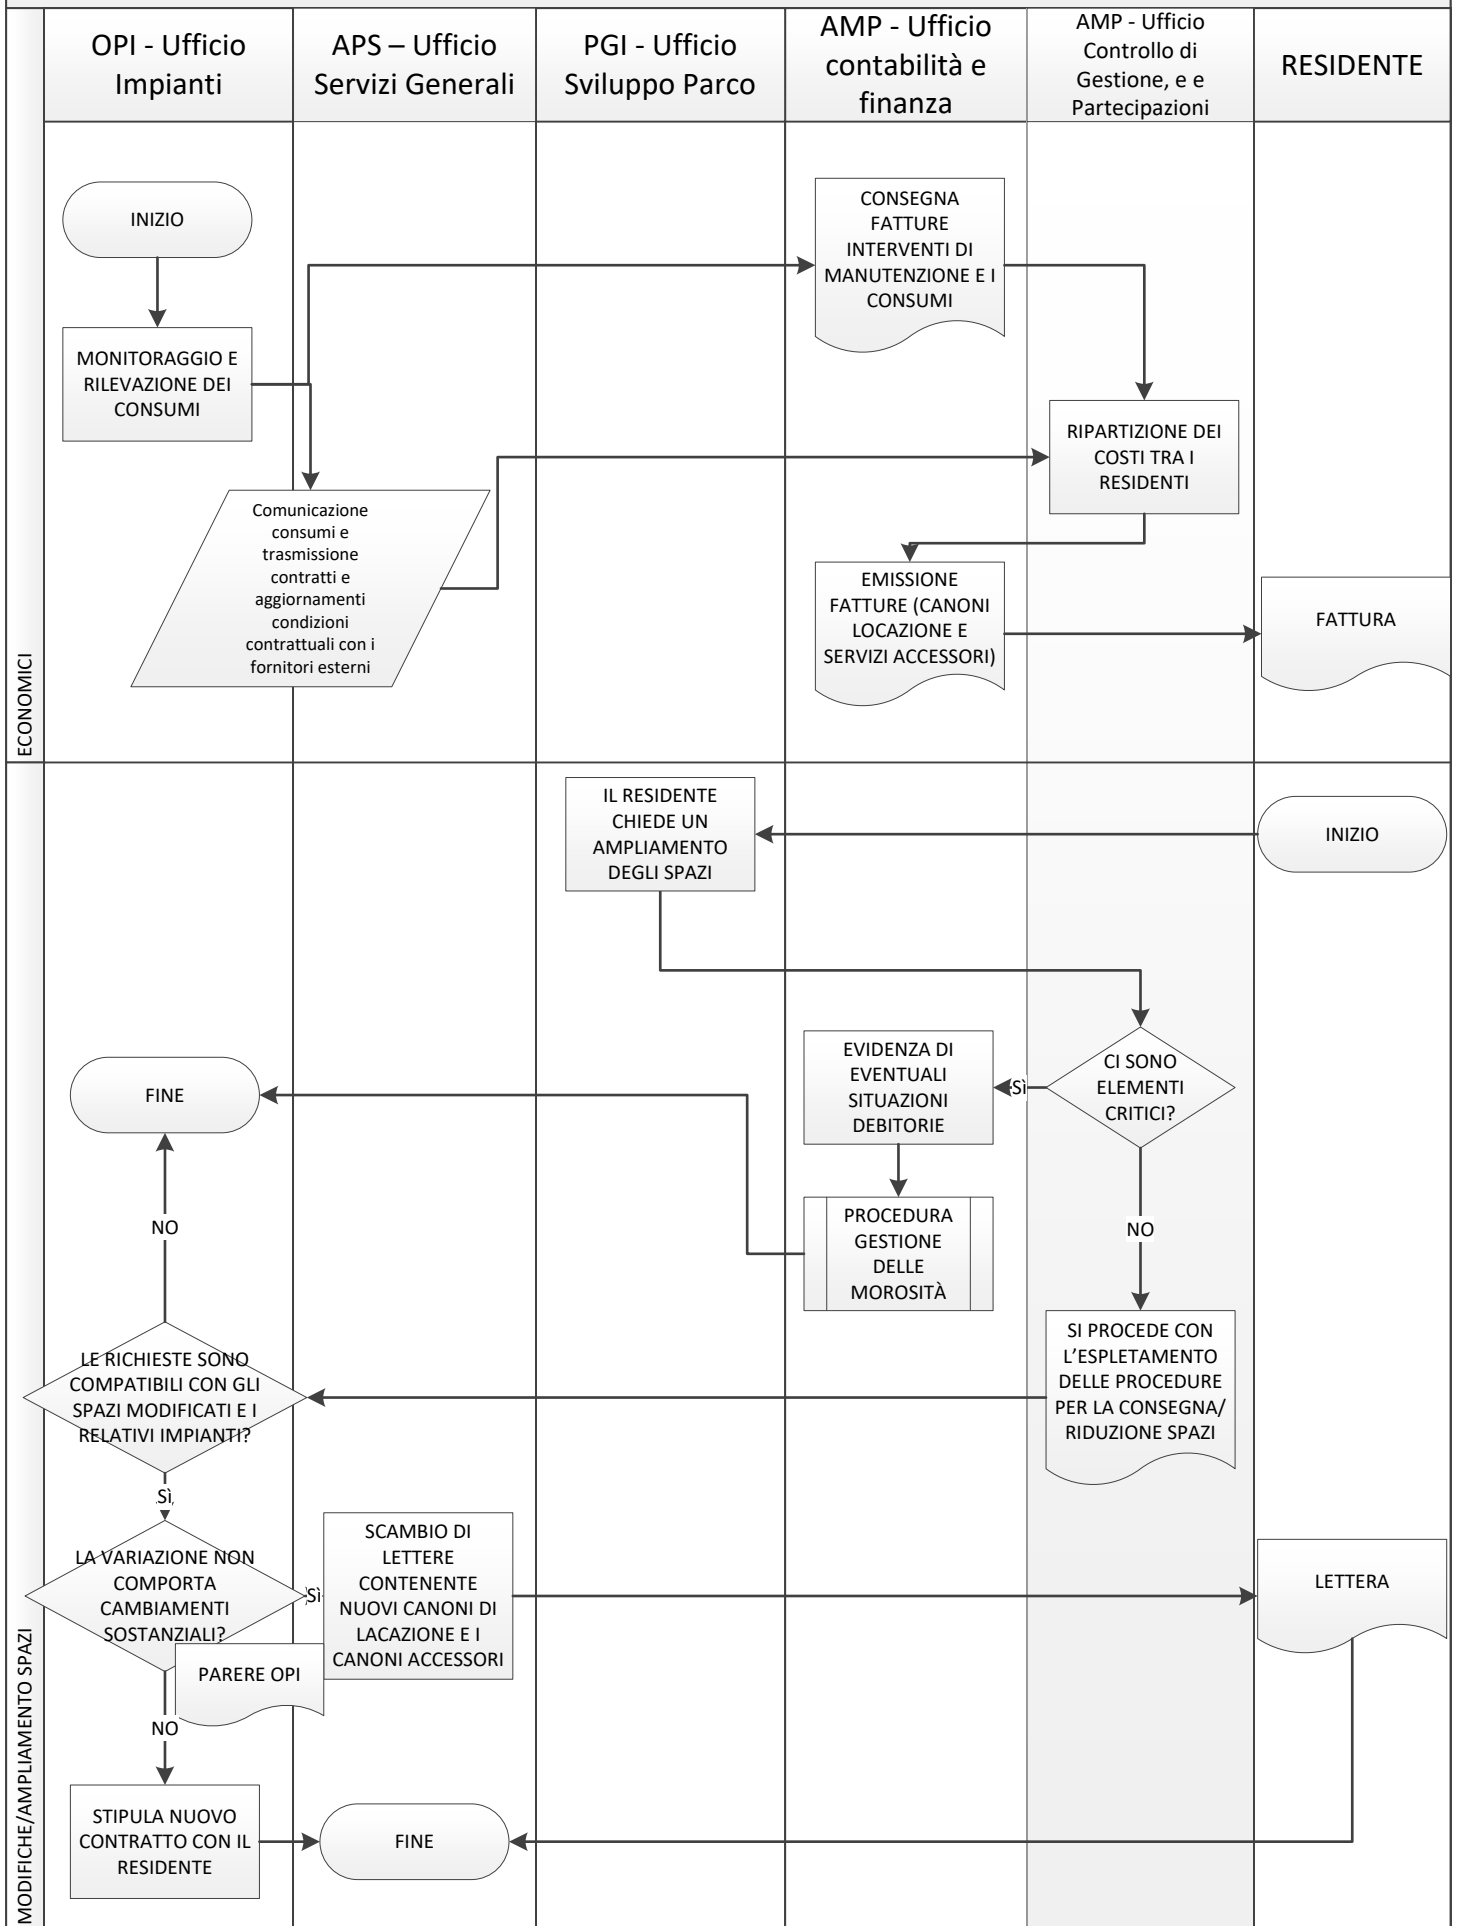 OPI - Ufficio
Impianti
APS – Ufficio
Servizi Generali
PGI - Ufficio
Sviluppo Parco
AMP - Ufficio
contabilità e
finanza
AMP - Ufficio
Controllo di
Gestione, e e
Partecipazioni
RESIDENTE
ECONOMICI
INIZIO
MONITORAGGIO E
RILEVAZIONE DEI
CONSUMI
Comunicazione
consumi e
trasmissione
contratti e
aggiornamenti
condizioni
contrattuali con i
fornitori esterni
CONSEGNA
FATTURE
INTERVENTI DI
MANUTENZIONE E I
CONSUMI
RIPARTIZIONE DEI
COSTI TRA I
RESIDENTI
EMISSIONE
FATTURE (CANONI
LOCAZIONE E
SERVIZI ACCESSORI)
FATTURA
MODIFICHE/AMPLIAMENTO SPAZI
INIZIO
IL RESIDENTE
CHIEDE UN
AMPLIAMENTO
DEGLI SPAZI
CI SONO
ELEMENTI
CRITICI?
Sì
EVIDENZA DI
EVENTUALI
SITUAZIONI
DEBITORIE
PROCEDURA
GESTIONE
DELLE
MOROSITÀ
FINE
NO
NO
SI PROCEDE CON
L'ESPLETAMENTO
DELLE PROCEDURE
PER LA CONSEGNA/
RIDUZIONE SPAZI
LE RICHIESTE SONO
COMPATIBILI CON GLI
SPAZI MODIFICATI E I
RELATIVI IMPIANTI?
Sì
LA VARIAZIONE NON
COMPORTA
CAMBIAMENTI
SOSTANZIALI?
Sì
SCAMBIO DI
LETTERE
CONTENENTE
NUOVI CANONI DI
LACAZIONE E I
CANONI ACCESSORI
LETTERA
PARERE OPI
NO
STIPULA NUOVO
CONTRATTO CON IL
RESIDENTE
FINE